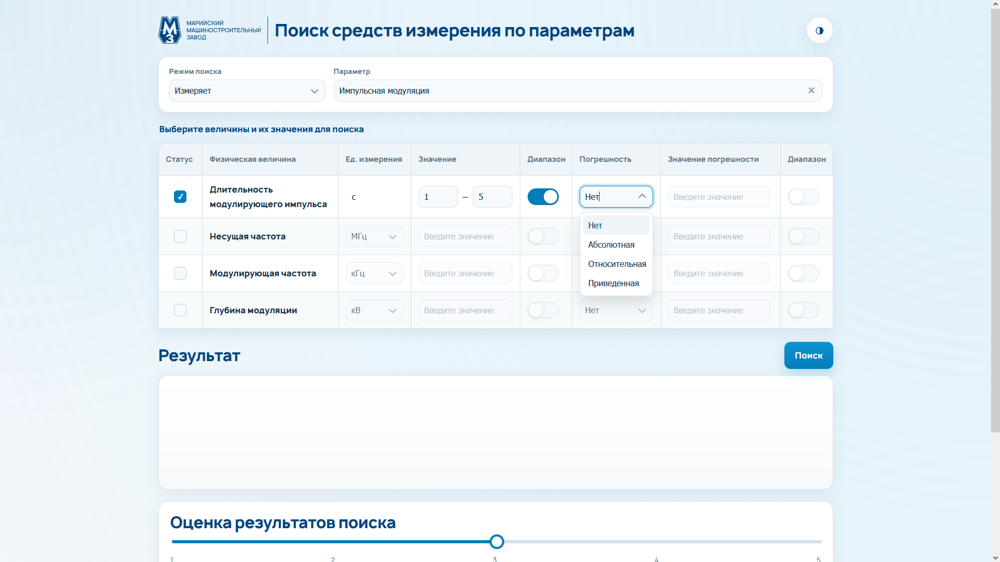 МАРИЙСКИЙ
МАШИНОСТРОИТЕЛЬНЫЙ
ЗАВОД
Поиск средств измерения по параметрам
Режим поиска
Параметр
Измеряет
Импульсная модуляция
Выберите величины и их значения для поиска
Статус
Физическая величина
Ед. измерения
Значение
Диапазон
Погрешность
Значение погрешности
Диапазон
Длительность
модулирующего импульса
с
1
–
5
Нет
Введите значение
Нет
Абсолютная
Относительная
Приведенная
Несущая частота
МГц
Введите значение
Введите значение
Модулирующая частота
кГц
Введите значение
Введите значение
Глубина модуляции
кВ
Введите значение
Нет
Введите значение
Результат
Поиск
Оценка результатов поиска
1
2
3
4
5